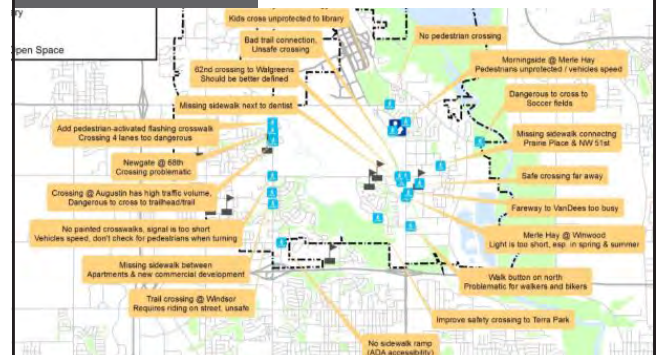 ry
Open Space
Kids cross unprotected to library
Bad trail connection,
Unsafe crossing
62nd crossing to Walgreens
Should be better defined
Missing sidewalk next to dentist
Add pedestrian-activated flashing crosswalk
Crossing 4 lanes too dangerous
Newgate @ 68th
Crossing problematic
Crossing @ Augustin has high traffic volume,
Dangerous to cross to trailhead/trail
No painted crosswalks, signal is too short
Vehicles speed, don't check for pedestrians when turning
Missing sidewalk between
Apartments & new commercial development
Trail crossing @ Windsor
Requires riding on street, unsafe
No sidewalk ramp
(ADA accessibility)
No pedestrian crossing
Morningside @ Merle Hay
Pedestrians unprotected / vehicles speed
Dangerous to cross to
Soccer fields
Missing sidewalk connectng
Prairie Place & NW 51st
Safe crossing far away
Fareway to VanDees too busy
Merle Hay @ Winwood
Light is too short, esp. in spring & summer
Walk button on north
Problematic for walkers and bikers
Improve safety crossing to Terra Park